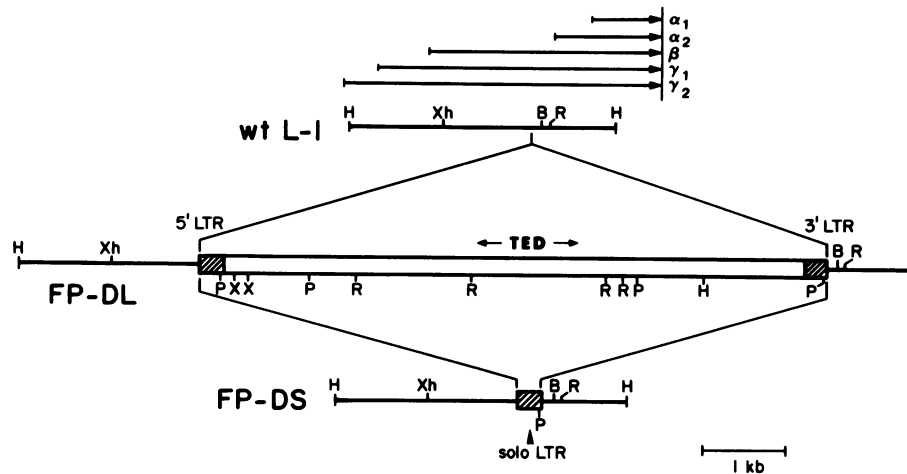 α1
α2
β
γ1
γ2
H Xh B R H
wt L-I
5' LTR 3' LTR
← TED →
H Xh B R
P X X P R R R R P H P
FP-DL
H Xh B R H
FP-DS
P
solo LTR
1 kb